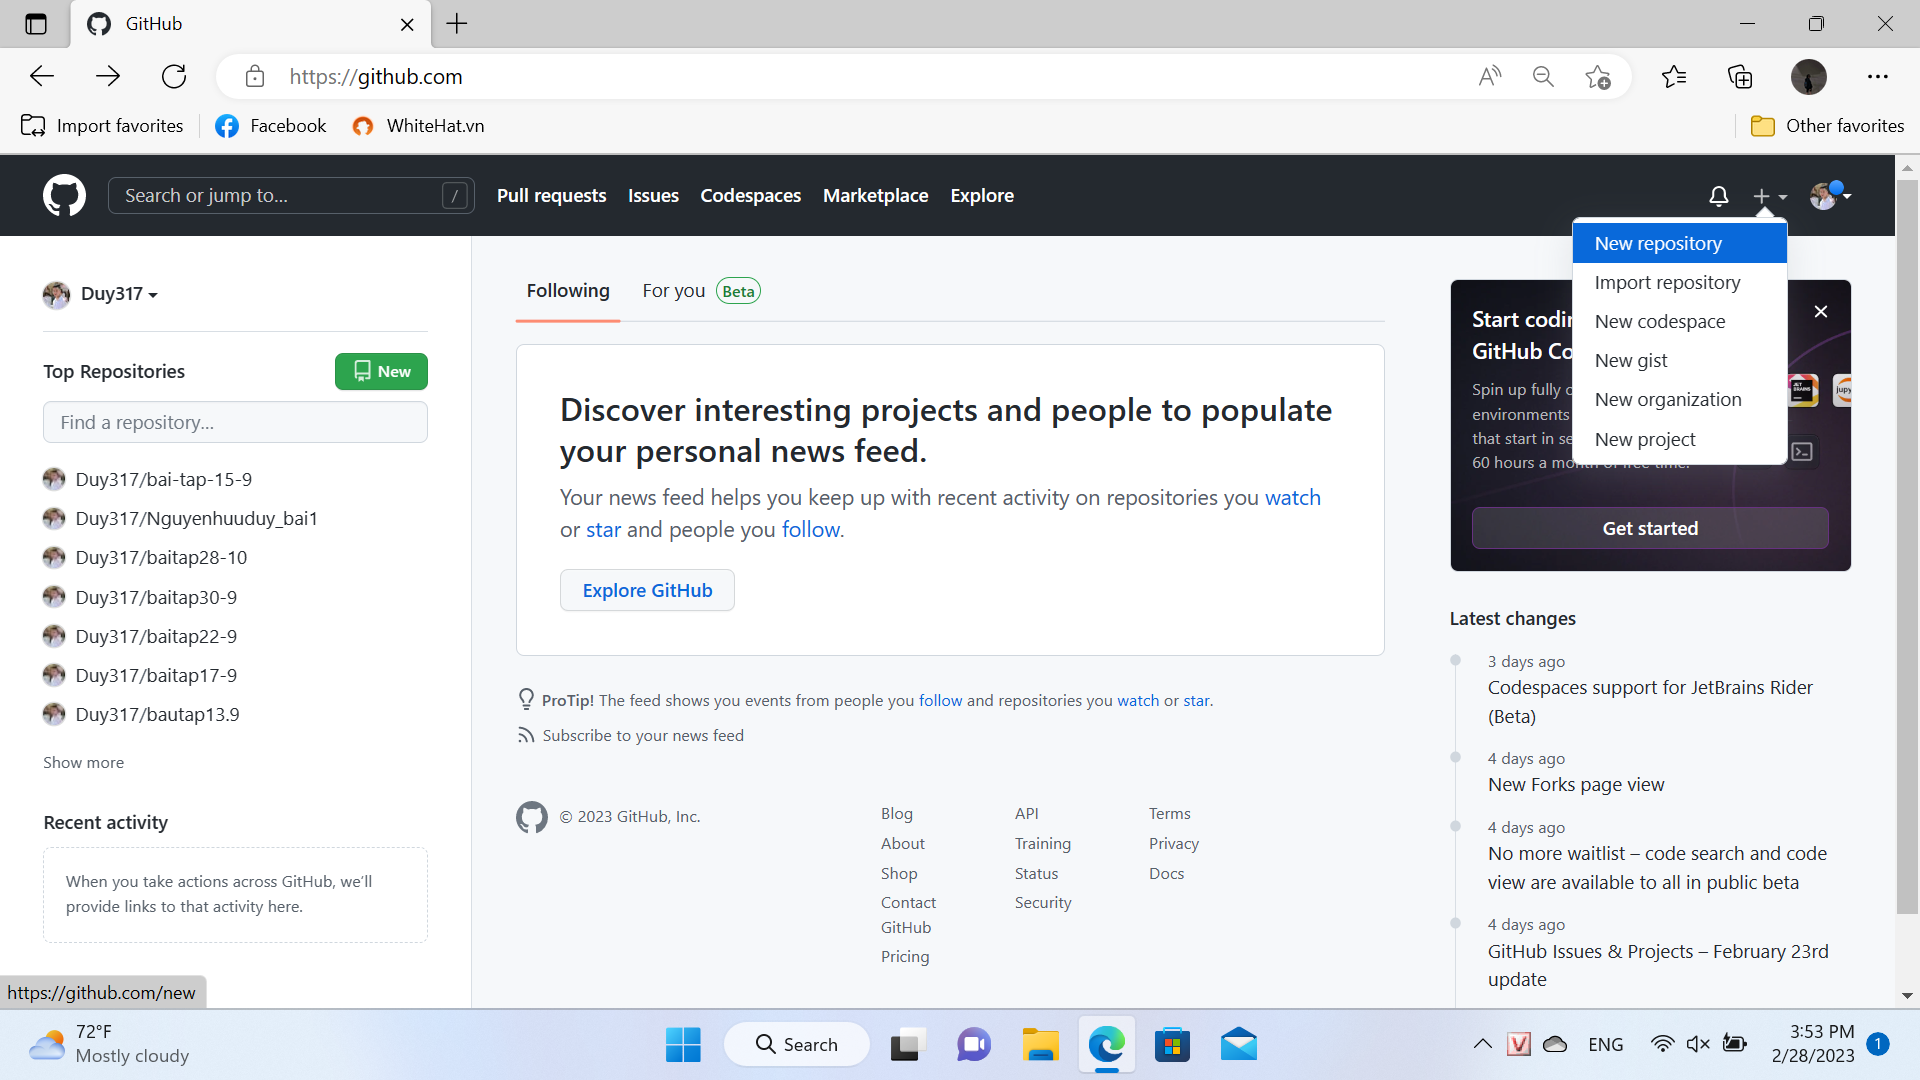 GitHub
https://github.com
Import favorites
Facebook
WhiteHat.vn
Other favorites
Search or jump to...
/
Pull requests
Issues
Codespaces
Marketplace
Explore
New repository
Import repository
New codespace
New gist
New organization
New project
Duy317
Top Repositories
New
Find a repository...
Duy317/bai-tap-15-9
Duy317/Nguyenhuuduy_bai1
Duy317/baitap28-10
Duy317/baitap30-9
Duy317/baitap22-9
Duy317/baitap17-9
Duy317/bautap13.9
Show more
Recent activity
When you take actions across GitHub, we'll
provide links to that activity here.
https://github.com/new
Following
For you
Beta
Discover interesting projects and people to populate
your personal news feed.
Your news feed helps you keep up with recent activity on repositories you watch
or star and people you follow.
Explore GitHub
ProTip! The feed shows you events from people you follow and repositories you watch or star.
Subscribe to your news feed
© 2023 GitHub, Inc.
Blog
About
Shop
Contact
GitHub
Pricing
API
Training
Status
Security
Terms
Privacy
Docs
Start
GitHub
Spin up fully
environments
that start in
60 hours a
JET
BRAINS
Get started
Latest changes
3 days ago
Codespaces support for JetBrains Rider
(Beta)
4 days ago
New Forks page view
4 days ago
No more waitlist – code search and code
view are available to all in public beta
4 days ago
GitHub Issues & Projects – February 23rd
update
72°F
Mostly cloudy
Search
V
ENG
3:53 PM
2/28/2023
1